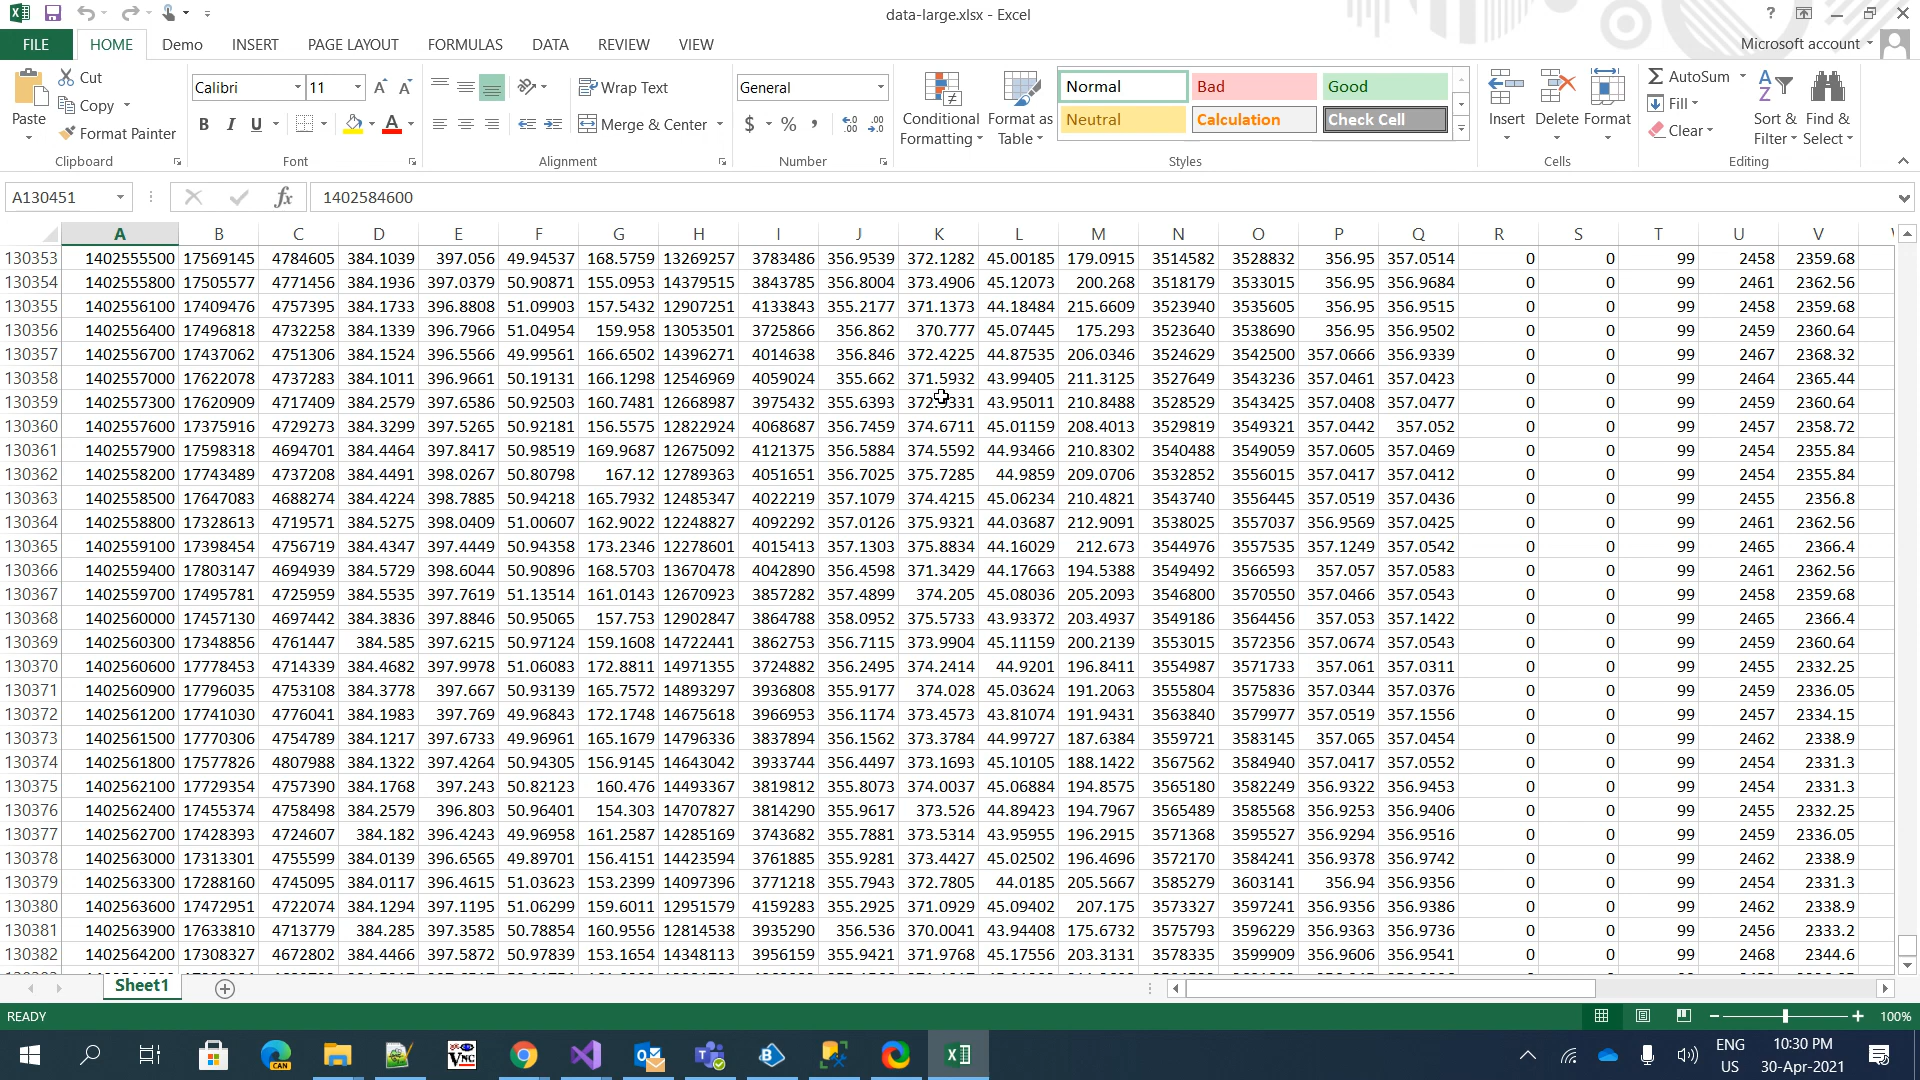 data-large.xlsx - Excel
?
FILE HOME Demo INSERT PAGE LAYOUT FORMULAS DATA REVIEW VIEW Microsoft account
Cut
Copy
Format Painter
Paste
Clipboard
Calibri 11
B I U
Font
Wrap Text
Merge & Center
Alignment
General
$ % ,
Number
Conditional Formatting
Format as Table
Normal Bad Good
Neutral Calculation Check Cell
Styles
Insert Delete Format
Cells
AutoSum
Fill
Clear
Sort & Filter
Find & Select
Editing
A130451 fx 1402584600
A B C D E F G H I J K L M N O P Q R S T U V
130353 1402555500 17569145 4784605 384.1039 397.056 49.94537 168.5759 13269257 3783486 356.9539 372.1282 45.00185 179.0915 3514582 3528832 356.95 357.0514 0 0 99 2458 2359.68
130354 1402555800 17505577 4771456 384.1936 397.0379 50.90871 155.0953 14379515 3843785 356.8004 373.4906 45.12073 200.268 3518179 3533015 356.95 356.9684 0 0 99 2461 2362.56
130355 1402556100 17409476 4757395 384.1733 396.8808 51.09903 157.5432 12907251 4133843 355.2177 371.1373 44.18484 215.6609 3523940 3535605 356.95 356.9515 0 0 99 2458 2359.68
130356 1402556400 17496818 4732258 384.1339 396.7966 51.04954 159.958 13053501 3725866 356.862 370.777 45.07445 175.293 3523640 3538690 356.95 356.9502 0 0 99 2459 2360.64
130357 1402556700 17437062 4751306 384.1524 396.5566 49.99561 166.6502 14396271 4014638 356.846 372.4225 44.87535 206.0346 3524629 3542500 357.0666 356.9339 0 0 99 2467 2368.32
130358 1402557000 17622078 4737283 384.1011 396.9661 50.19131 166.1298 12546969 4059024 355.662 371.5932 43.99405 211.3125 3527649 3543236 357.0461 357.0423 0 0 99 2464 2365.44
130359 1402557300 17620909 4717409 384.2579 397.6586 50.92503 160.7481 12668987 3975432 355.6393 43.95011 210.8488 3528529 3543425 357.0408 357.0477 0 0 99 2459 2360.64
130360 1402557600 17375916 4729273 384.3299 397.5265 50.92181 156.5575 12822924 4068687 356.7459 374.6711 45.01159 208.4013 3529819 3549321 357.0442 357.052 0 0 99 2457 2358.72
130361 1402557900 17598318 4694701 384.4464 397.8417 50.98519 169.9687 12675092 4121375 356.5884 374.5592 44.93466 210.8302 3540488 3549059 357.0605 357.0469 0 0 99 2454 2355.84
130362 1402558200 17743489 4737208 384.4491 398.0267 50.80798 167.12 12789363 4051651 356.7025 375.7285 44.9859 209.0706 3532852 3556015 357.0417 357.0412 0 0 99 2454 2355.84
130363 1402558500 17647083 4688274 384.4224 398.7885 50.94218 165.7932 12485347 4022219 357.1079 374.4215 45.06234 210.4821 3543740 3556445 357.0519 357.0436 0 0 99 2455 2356.8
130364 1402558800 17328613 4719571 384.5275 398.0409 51.00607 162.9022 12248827 4092292 357.0126 375.9321 44.03687 212.9091 3538025 3557037 356.9569 357.0425 0 0 99 2461 2362.56
130365 1402559100 17398454 4756719 384.4347 397.4449 50.94358 173.2346 12278601 4015413 357.1303 375.8834 44.16029 212.673 3544976 3557535 357.1249 357.0542 0 0 99 2465 2366.4
130366 1402559400 17803147 4694939 384.5729 398.6044 50.90896 168.5703 13670478 4042890 356.4598 371.3429 44.17663 194.5388 3549492 3566593 357.057 357.0583 0 0 99 2461 2362.56
130367 1402559700 17495781 4725959 384.5535 397.7619 51.13514 161.0143 12670923 3857282 357.4899 374.205 45.08036 205.2093 3546800 3570550 357.0466 357.0543 0 0 99 2458 2359.68
130368 1402560000 17457130 4697442 384.3836 397.8846 50.95065 157.753 12902847 3864788 358.0952 375.5733 43.93372 203.4937 3549186 3564456 357.053 357.1422 0 0 99 2465 2366.4
130369 1402560300 17348856 4761447 384.585 397.6215 50.97124 159.1608 14722441 3862753 356.7115 373.9904 45.11159 200.2139 3553015 3572356 357.0674 357.0543 0 0 99 2459 2360.64
130370 1402560600 17778453 4714339 384.4682 397.9978 51.06083 172.8811 14971355 3724882 356.2495 374.2414 44.9201 196.8411 3554987 3571733 357.061 357.0311 0 0 99 2455 2332.25
130371 1402560900 17796035 4753108 384.3778 397.667 50.93139 165.7572 14893297 3936808 355.9177 374.028 45.03624 191.2063 3555804 3575836 357.0344 357.0376 0 0 99 2459 2336.05
130372 1402561200 17741030 4776041 384.1983 397.769 49.96843 172.1748 14675618 3966953 356.1174 373.4573 43.81074 191.9431 3563840 3579977 357.0519 357.1556 0 0 99 2457 2334.15
130373 1402561500 17770306 4754789 384.1217 397.6733 49.96961 165.1679 14796336 3837894 356.1562 373.3784 44.99727 187.6384 3559721 3583145 357.065 357.0454 0 0 99 2462 2338.9
130374 1402561800 17577826 4807988 384.1322 397.4264 50.94305 156.9145 14643042 3933744 356.4497 373.1693 45.10105 188.1422 3567562 3584940 357.0417 357.0552 0 0 99 2454 2331.3
130375 1402562100 17729354 4757390 384.1768 397.243 50.82123 160.476 14493367 3819812 355.8073 374.0037 45.06884 194.8575 3565180 3582249 356.9322 356.9453 0 0 99 2454 2331.3
130376 1402562400 17455374 4758498 384.2579 396.803 50.96401 154.303 14707827 3814290 355.9617 373.526 44.89423 194.7967 3565489 3585568 356.9253 356.9406 0 0 99 2455 2332.25
130377 1402562700 17428393 4724607 384.182 396.4243 49.96958 161.2587 14285169 3743682 355.7881 373.5314 43.95955 196.2915 3571368 3595527 356.9294 356.9516 0 0 99 2459 2336.05
130378 1402563000 17313301 4755599 384.0139 396.6565 49.89701 156.4151 14423594 3761885 355.9281 373.4427 45.02502 196.4696 3572170 3584241 356.9378 356.9742 0 0 99 2462 2338.9
130379 1402563300 17288160 4745095 384.0117 396.4615 51.03623 153.2399 14097396 3771218 355.7943 372.7805 44.0185 205.5667 3585279 3603141 356.94 356.9356 0 0 99 2454 2331.3
130380 1402563600 17472951 4722074 384.1294 397.1195 51.06299 159.6011 12951579 4159283 355.2925 371.0929 45.09402 207.175 3573327 3597241 356.9356 356.9386 0 0 99 2462 2338.9
130381 1402563900 17633810 4713779 384.285 397.3585 50.78854 160.9556 12814538 3935290 356.536 370.0041 43.94408 175.6732 3575793 3596229 356.9363 356.9736 0 0 99 2456 2333.2
130382 1402564200 17308327 4672802 384.4466 397.5872 50.97839 153.1654 14348113 3956159 355.9421 371.9768 45.17556 203.3131 3578335 3599909 356.9606 356.9541 0 0 99 2468 2344.6
Sheet1
READY 100%
CAN
ENG
US
10:30 PM
30-Apr-2021